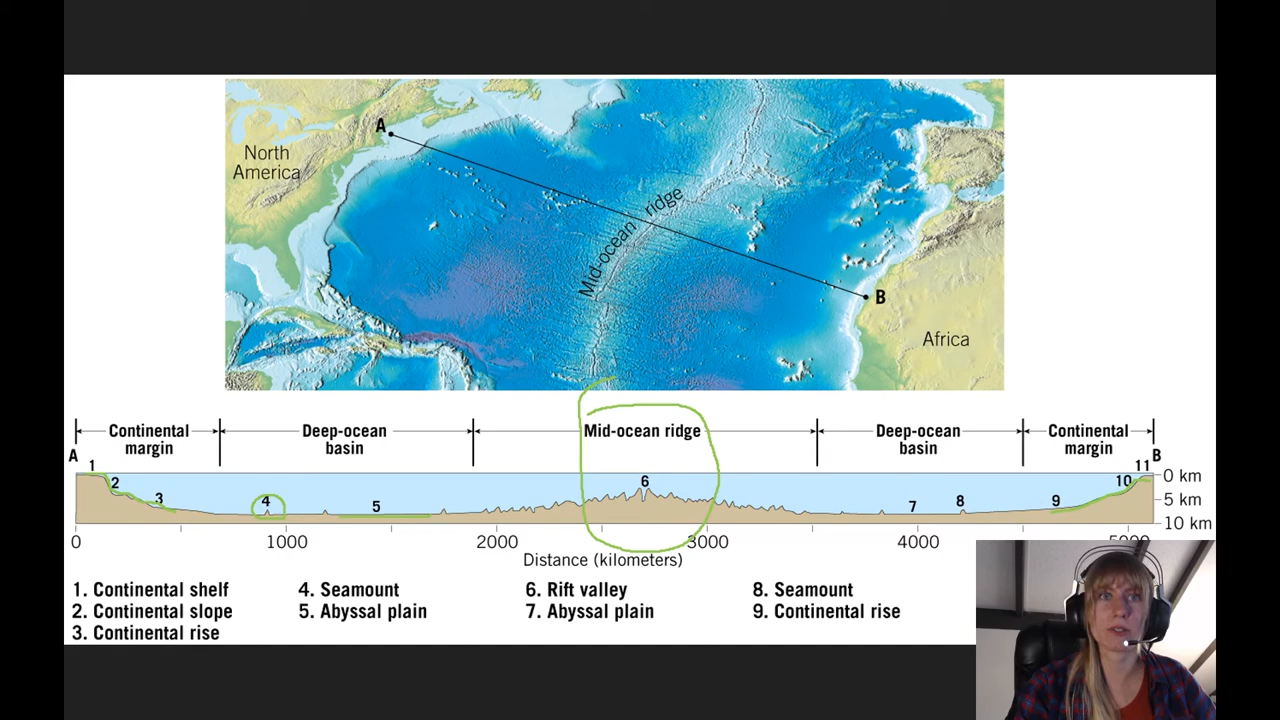 A
North
America
Mid-ocean ridge
B
Africa
Continental
margin
Deep-ocean
basin
Mid-ocean ridge
Deep-ocean
basin
Continental
margin
A
B
1
2
3
4
5
6
7
8
9
10
11
0 km
5 km
10 km
0
1000
2000
3000
4000
Distance (kilometers)
1. Continental shelf
2. Continental slope
3. Continental rise
4. Seamount
5. Abyssal plain
6. Rift valley
7. Abyssal plain
8. Seamount
9. Continental rise